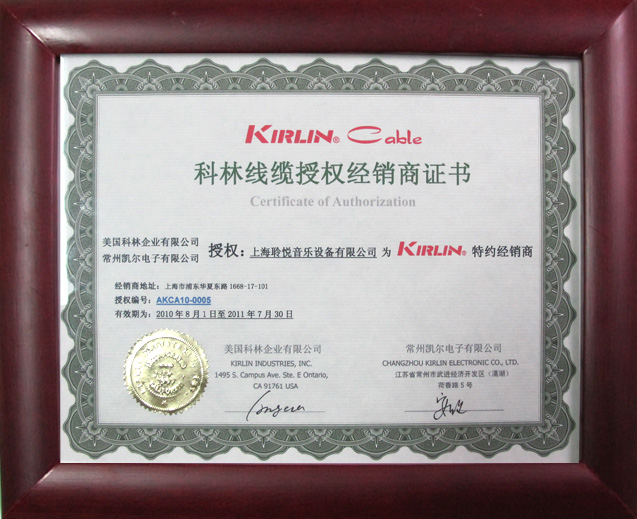 KIRLIN® Cable
科林线缆授权经销商证书
Certificate of Authorization
美国科林企业有限公司
常州凯尔电子有限公司
授权：上海聆悦音乐设备有限公司 为 KIRLIN® 特约经销商
经销商地址：上海市浦东华夏东路 1668-17-101
授权编号：AKCA10-0005
有效期为：2010 年 8 月 1 日至 2011 年 7 月 30 日
美国科林企业有限公司
KIRLIN INDUSTRIES, INC.
1495 S. Campus Ave. Ste. E Ontario,
CA 91761 USA
常州凯尔电子有限公司
CHANGZHOU KIRLIN ELECTRONIC CO., LTD.
江苏省常州市武进经济开发区（滆湖）
荷香路 5 号